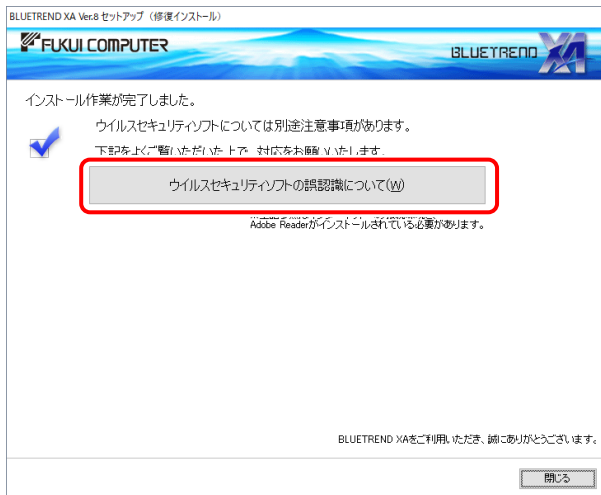 BLUETREND XA Ver.8 セットアップ（修復インストール）
FUKUI COMPUTER
BLUETREND XA
インストール作業が完了しました。
ウイルスセキュリティソフトについては別途注意事項があります。
下記をよくご覧いただいた上で、対応をお願いいたします。
ウイルスセキュリティソフトの誤認識について(W)
Adobe Readerがインストールされている必要があります。
BLUETREND XAをご利用いただき、誠にありがとうございます。
閉じる